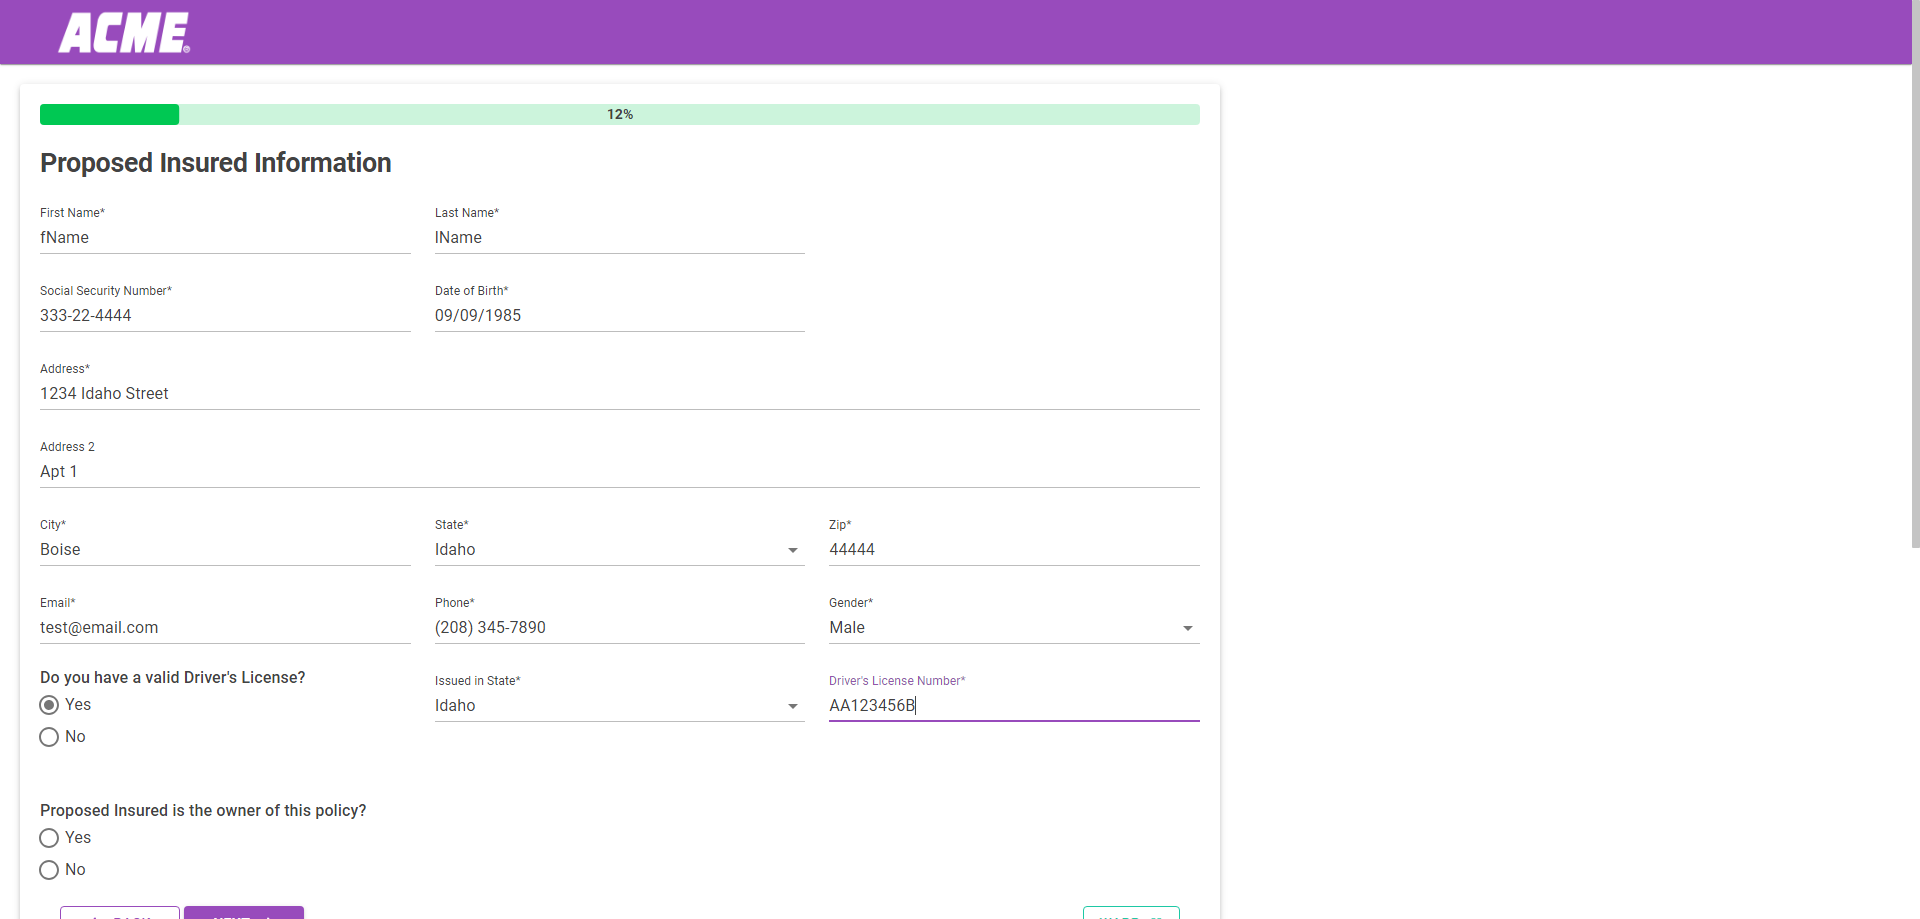 ACME®
12%
Proposed Insured Information
First Name* Last Name*
fName lName
Social Security Number* Date of Birth*
333-22-4444 09/09/1985
Address*
1234 Idaho Street
Address 2
Apt 1
City* State* Zip*
Boise Idaho 44444
Email* Phone* Gender*
test@email.com (208) 345-7890 Male
Do you have a valid Driver's License? Issued in State* Driver's License Number*
Yes Idaho AA123456B
No
Proposed Insured is the owner of this policy?
Yes
No